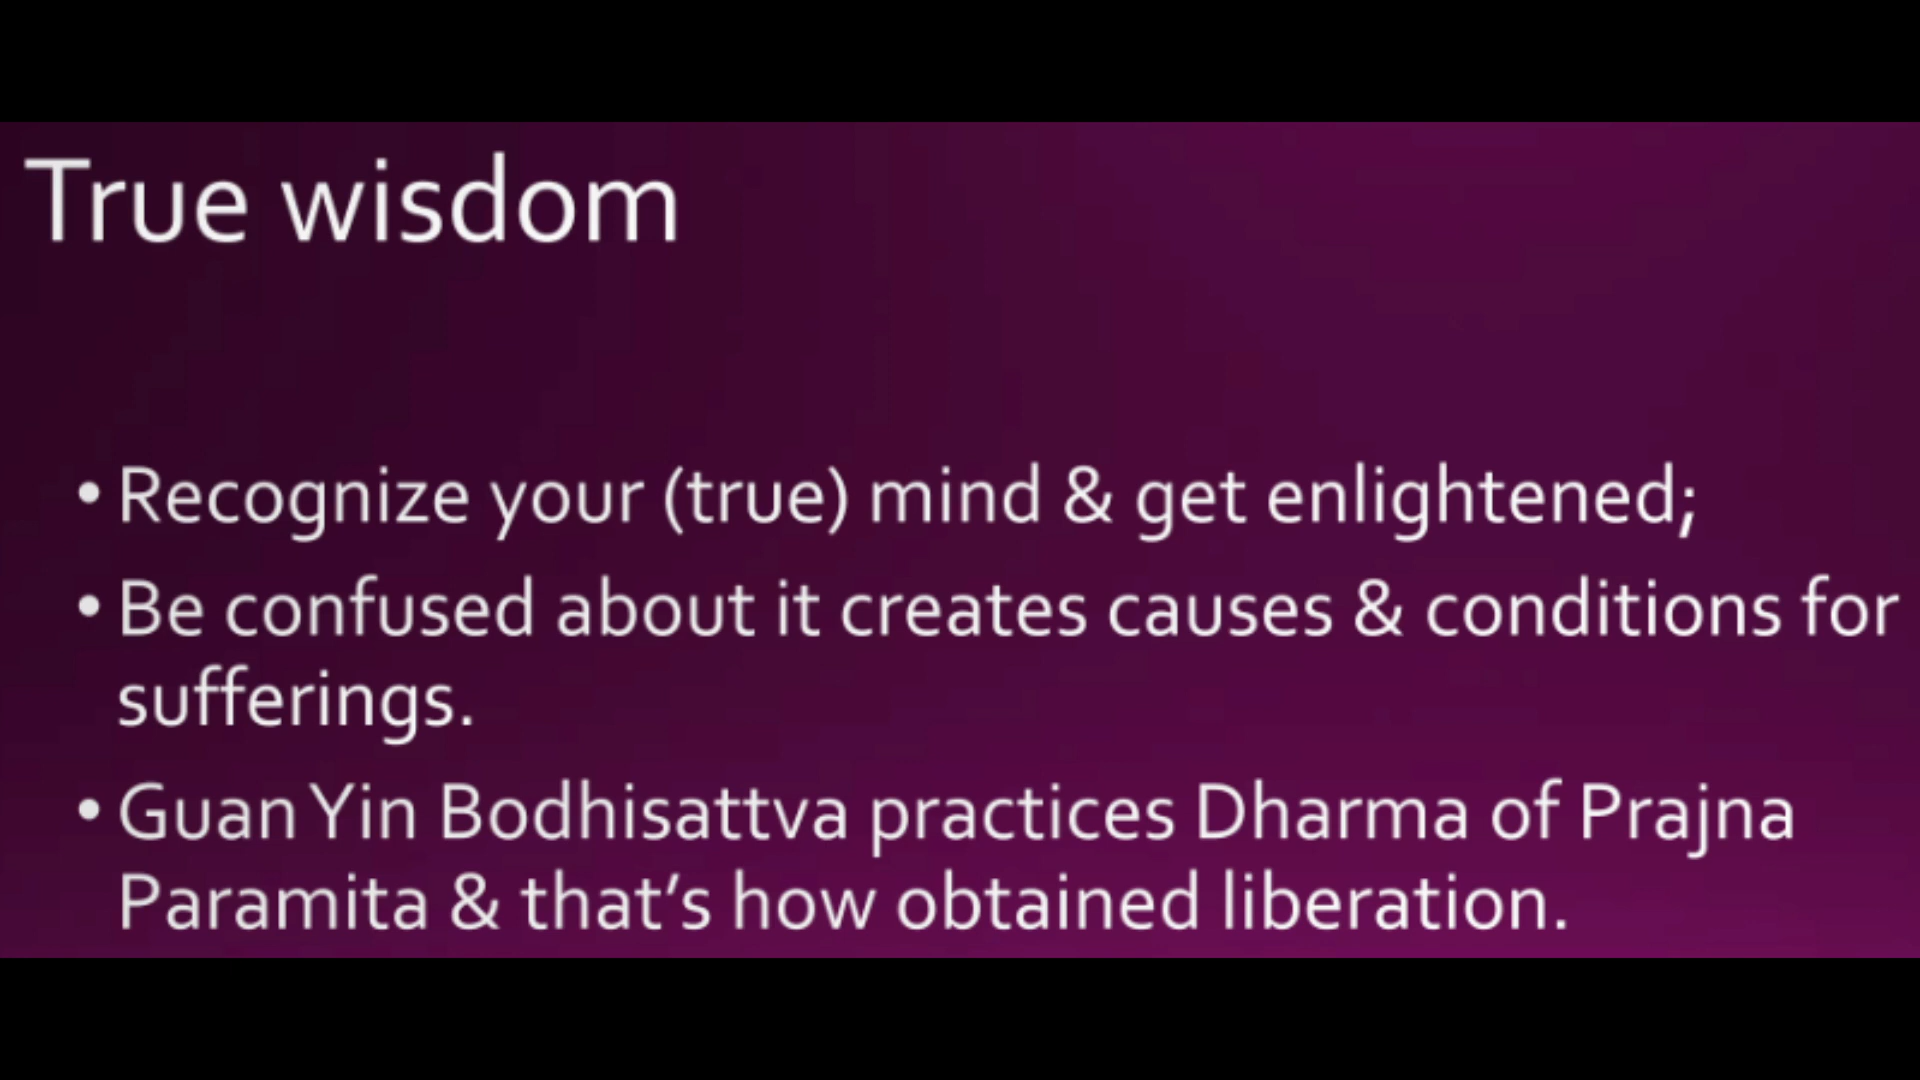 True wisdom
• Recognize your (true) mind & get enlightened;
• Be confused about it creates causes & conditions for
sufferings.
• Guan Yin Bodhisattva practices Dharma of Prajna
Paramita & that’s how obtained liberation.